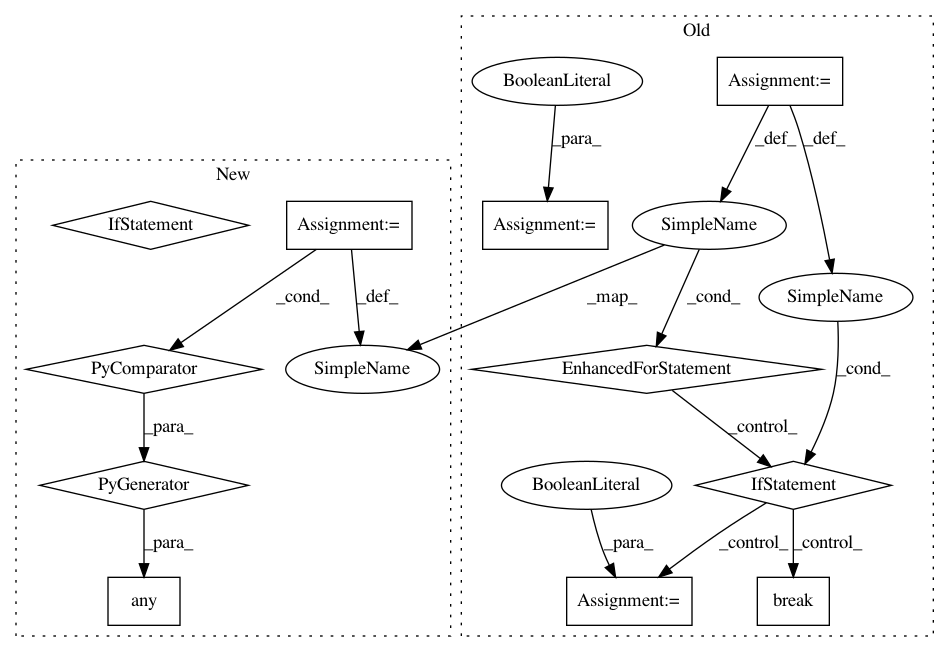 Old
BooleanLiteral
Assignment:=
_para_
_def_
_def_
New
IfStatement
Assignment:=
Assignment:=
SimpleName
SimpleName
_cond_
_def_
_map_
_cond_
PyComparator
SimpleName
EnhancedForStatement
_cond_
_para_
_control_
PyGenerator
BooleanLiteral
IfStatement
_para_
_para_
_control_
_control_
any
Assignment:=
break